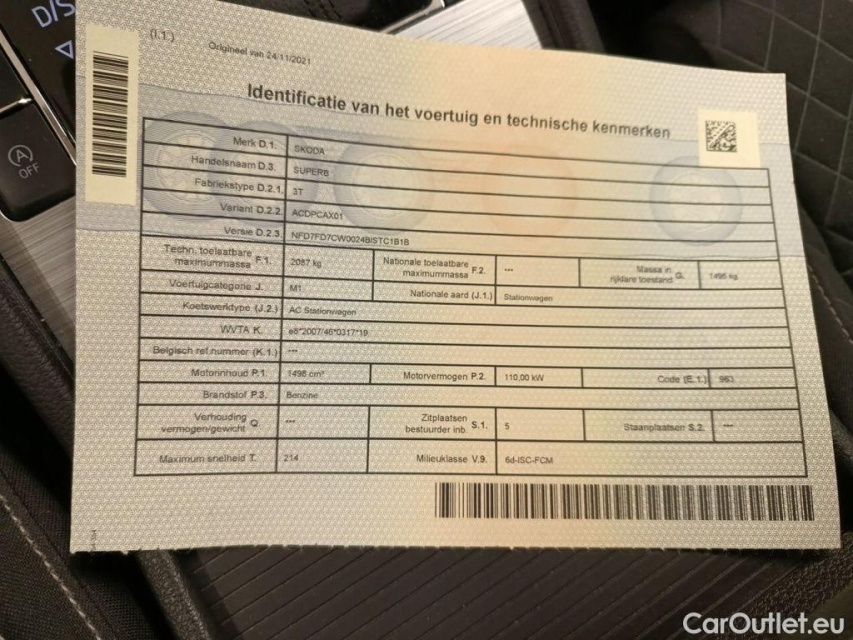 D/S
OFF
(I.1.)
Origineel van 24/11/2021
Identificatie van het voertuig en technische kenmerken
Merk D.1. SKODA
Handelsnaam D.3. SUPERB
Fabriekstype D.2.1. 3T
Variant D.2.2. ACDPCAX01
Versie D.2.3. NFD7FD7CW0024BISTC1B1B
Techn. toelaatbare maximummassa F.1. 2087 kg Nationale toelaatbare maximummassa F.2. --- Massa in rijklare toestand G. 1495 kg
Voertuigcategorie J. M1 Nationale aard (J.1.) Stationwagen
Koetswerktype (J.2.) AC Stationwagen
WVTA K. e8*2007/46*0317*19
Belgisch ref.nummer (K.1.) ---
Motorinhoud P.1. 1498 cm³ Motorvermogen P.2. 110,00 kW Code (E.1.) 963
Brandstof P.3. Benzine
Verhouding vermogen/gewicht Q. --- Zitplaatsen bestuurder inb. S.1. 5 Staanplaatsen S.2. ---
Maximum snelheid T. 214 Milieuklasse V.9. 6d-ISC-FCM
CarOutlet.eu